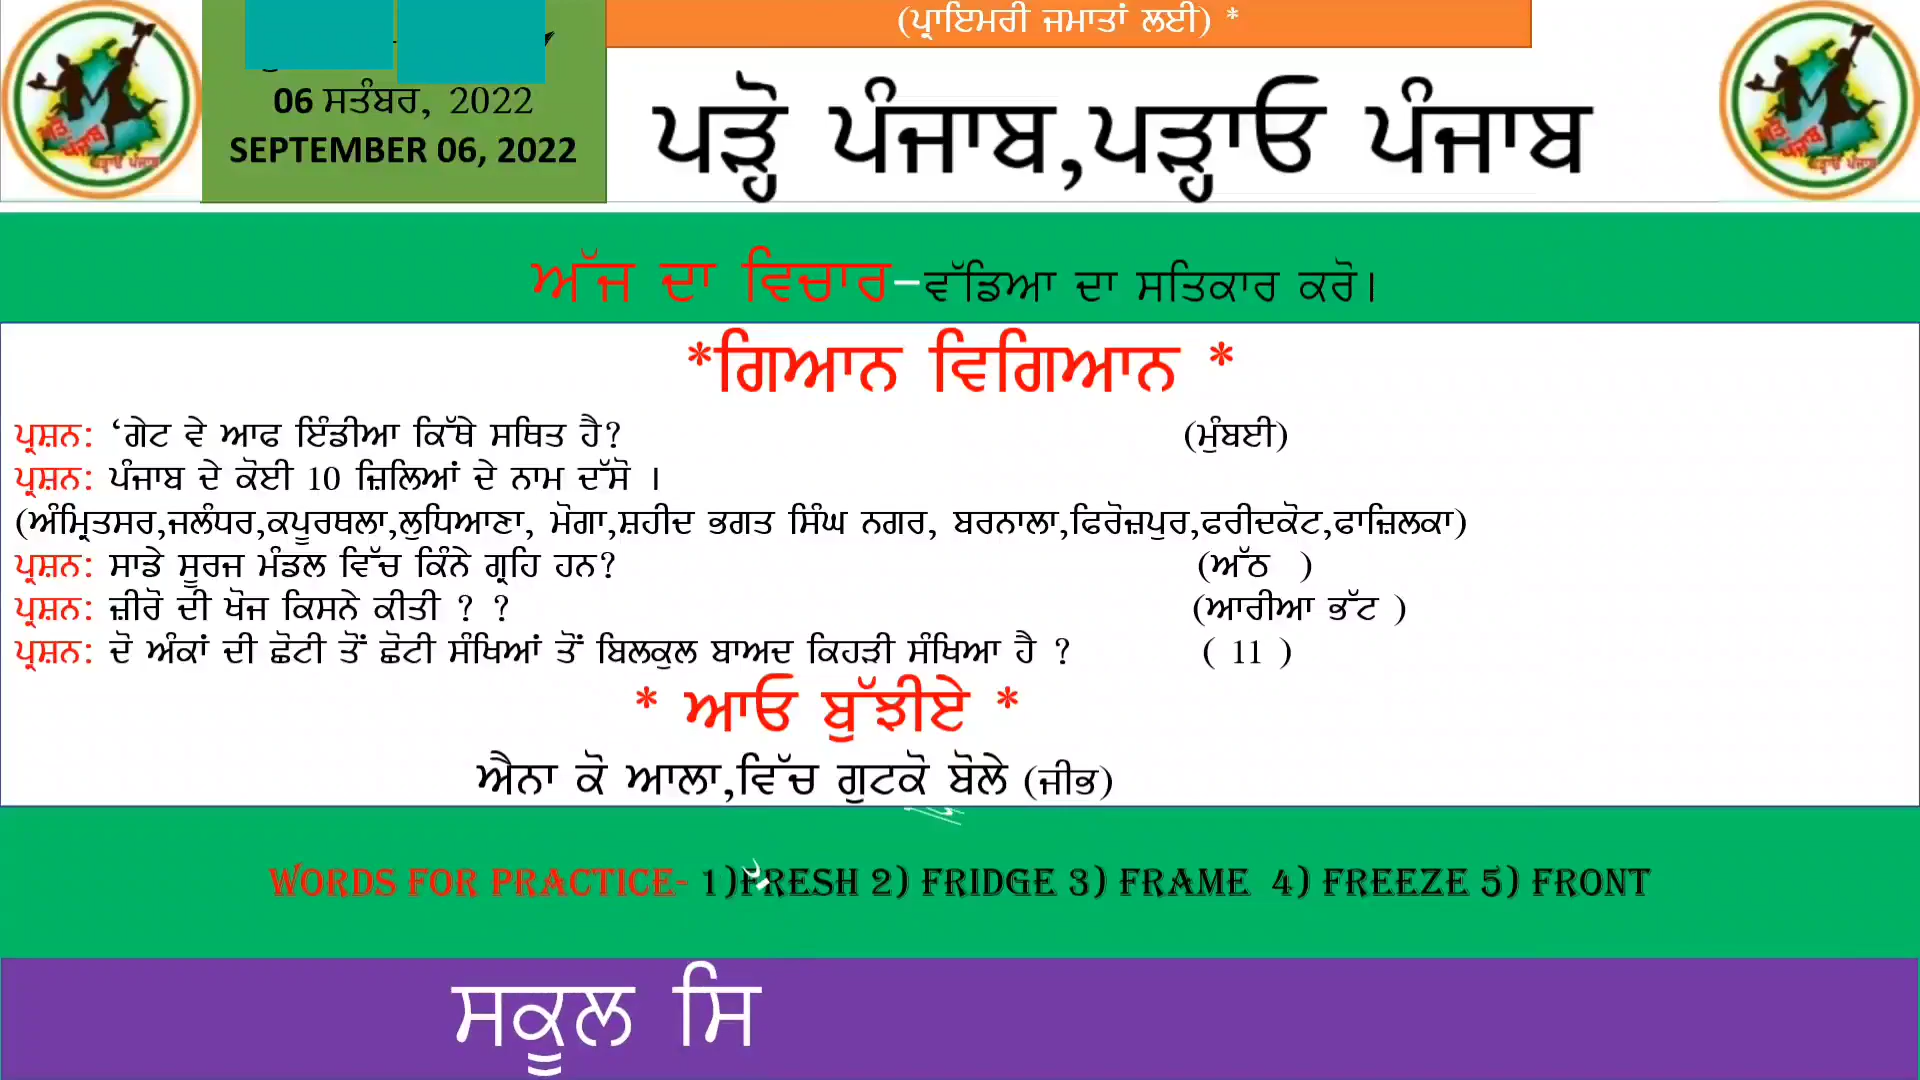 (ਪ੍ਰਾਇਮਰੀ ਜਮਾਤਾਂ ਲਈ) *
06 ਸਤੰਬਰ, 2022
SEPTEMBER 06, 2022
ਪੜ੍ਹੋ ਪੰਜਾਬ,ਪੜ੍ਹਾਓ ਪੰਜਾਬ
ਅੱਜ ਦਾ ਵਿਚਾਰ-ਵੱਡਿਆ ਦਾ ਸਤਿਕਾਰ ਕਰੋ।
*ਗਿਆਨ ਵਿਗਿਆਨ *
ਪ੍ਰਸ਼ਨ: ‘ਗੇਟ ਵੇ ਆਫ ਇੰਡੀਆ ਕਿੱਥੇ ਸਥਿਤ ਹੈ? (ਮੁੰਬਈ)
ਪ੍ਰਸ਼ਨ: ਪੰਜਾਬ ਦੇ ਕੋਈ 10 ਜ਼ਿਲਿਆਂ ਦੇ ਨਾਮ ਦੱਸੋ ।
(ਅੰਮ੍ਰਿਤਸਰ,ਜਲੰਧਰ,ਕਪੂਰਥਲਾ,ਲੁਧਿਆਣਾ, ਮੋਗਾ,ਸ਼ਹੀਦ ਭਗਤ ਸਿੰਘ ਨਗਰ, ਬਰਨਾਲਾ,ਫਿਰੋਜ਼ਪੁਰ,ਫਰੀਦਕੋਟ,ਫਾਜ਼ਿਲਕਾ)
ਪ੍ਰਸ਼ਨ: ਸਾਡੇ ਸੂਰਜ ਮੰਡਲ ਵਿੱਚ ਕਿੰਨੇ ਗ੍ਰਹਿ ਹਨ? (ਅੱਠ )
ਪ੍ਰਸ਼ਨ: ਜ਼ੀਰੋ ਦੀ ਖੋਜ ਕਿਸਨੇ ਕੀਤੀ ? ? (ਆਰੀਆ ਭੱਟ )
ਪ੍ਰਸ਼ਨ: ਦੋ ਅੰਕਾਂ ਦੀ ਛੋਟੀ ਤੋਂ ਛੋਟੀ ਸੰਖਿਆਂ ਤੋਂ ਬਿਲਕੁਲ ਬਾਅਦ ਕਿਹੜੀ ਸੰਖਿਆ ਹੈ ? ( 11 )
* ਆਓ ਬੁੱਝੀਏ *
ਐਨਾ ਕੋ ਆਲਾ,ਵਿੱਚ ਗੁਟਕੋ ਬੋਲੇ (ਜੀਭ)
WORDS FOR PRACTICE- 1)FRESH 2) FRIDGE 3) FRAME 4) FREEZE 5) FRONT
ਸਕੂਲ ਸਿ